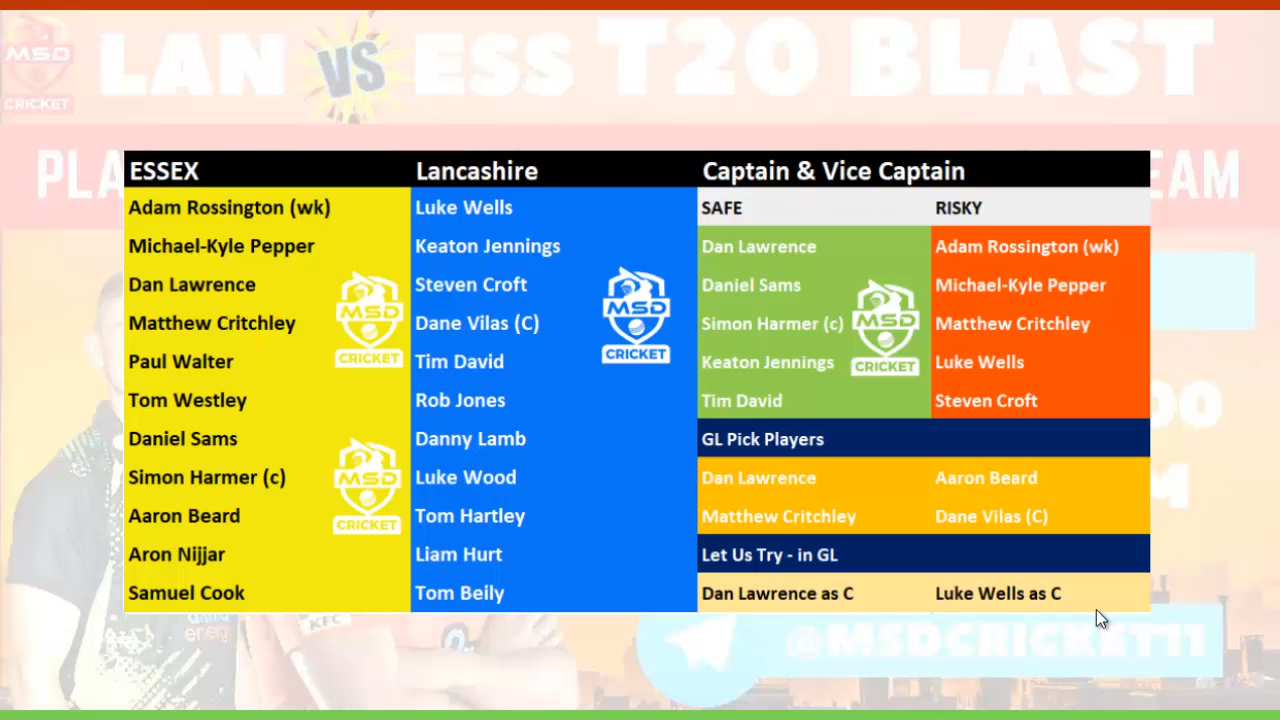 MSD
CRICKET
LAN VS ESS T20 BLAST
PLA
EAM
ESSEX Lancashire Captain & Vice Captain
Adam Rossington (wk) Luke Wells SAFE RISKY
Michael-Kyle Pepper Keaton Jennings Dan Lawrence Adam Rossington (wk)
Dan Lawrence Steven Croft Daniel Sams Michael-Kyle Pepper
Matthew Critchley Dane Vilas (C) Simon Harmer (c) Matthew Critchley
MSD
CRICKET
MSD
CRICKET
MSD
CRICKET
Paul Walter Tim David Keaton Jennings Luke Wells
Tom Westley Rob Jones Tim David Steven Croft
Daniel Sams Danny Lamb GL Pick Players
Simon Harmer (c) Luke Wood Dan Lawrence Aaron Beard
MSD
CRICKET
Aaron Beard Tom Hartley Matthew Critchley Dane Vilas (C)
Aron Nijjar Liam Hurt Let Us Try - in GL
Samuel Cook Tom Beily Dan Lawrence as C Luke Wells as C
energy
KFC
@MSDCRICKET11